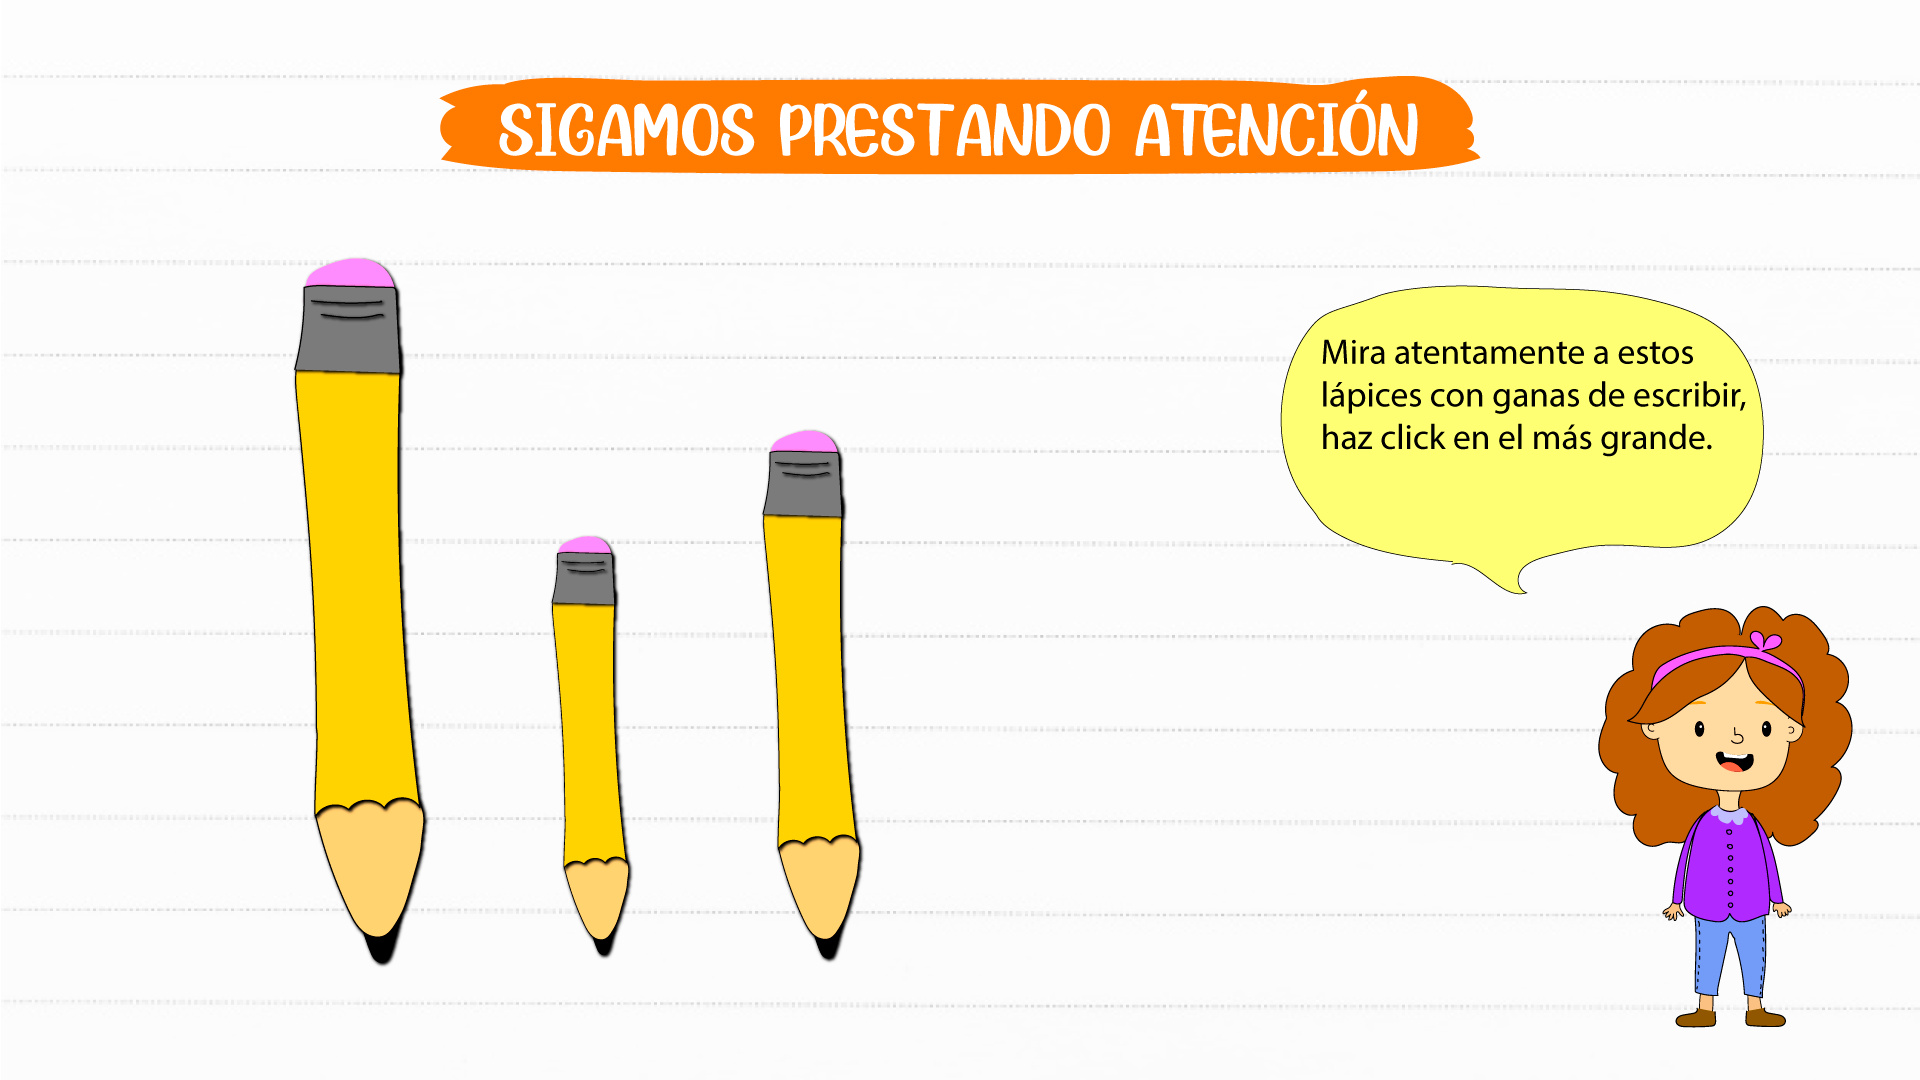 SIGAMOS PRESTANDO ATENCIÓN
Mira atentamente a estos
lápices con ganas de escribir,
haz click en el más grande.